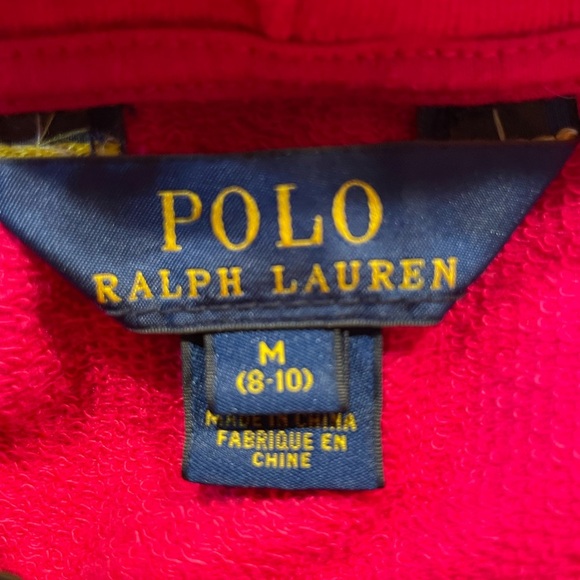 POLO
RALPH LAUREN
M
(8-10)
MADE IN CHINA
FABRIQUE EN
CHINE